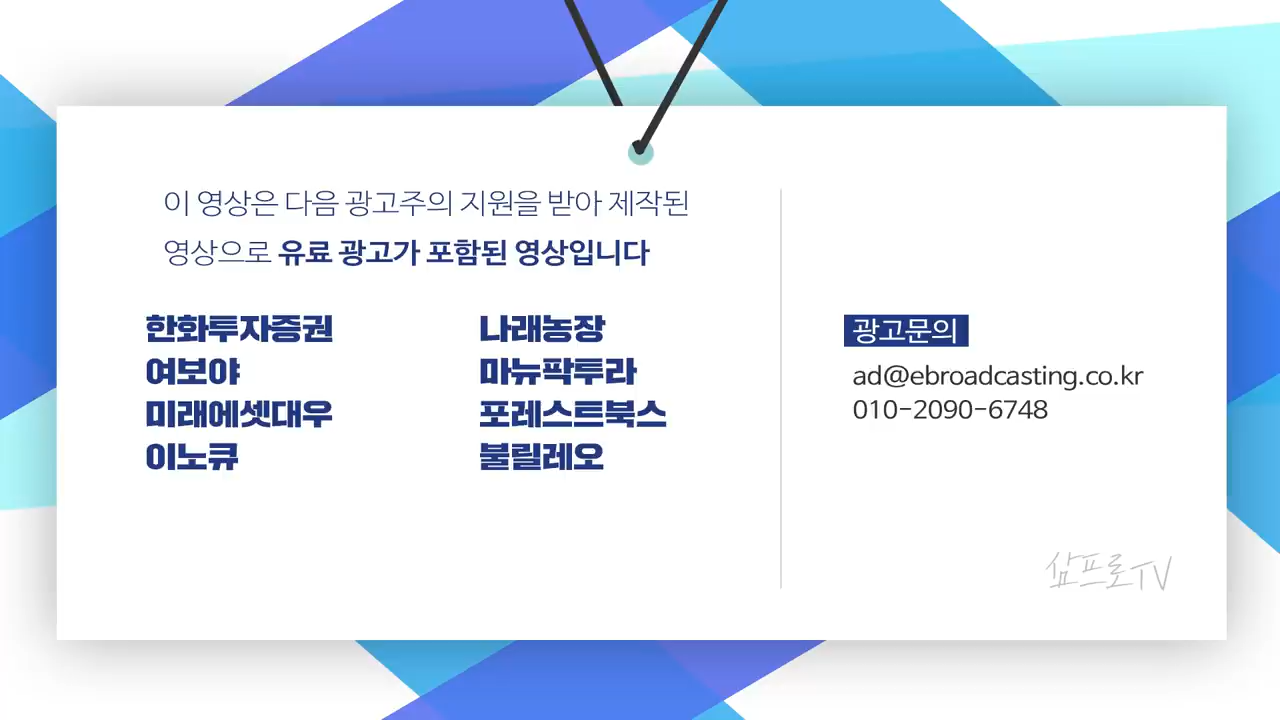 이 영상은 다음 광고주의 지원을 받아 제작된
영상으로 유료 광고가 포함된 영상입니다
한화투자증권
여보야
미래에셋대우
이노큐
나래농장
마뉴팍투라
포레스트북스
불릴레오
광고문의
ad@ebroadcasting.co.kr
010-2090-6748
삼프로TV